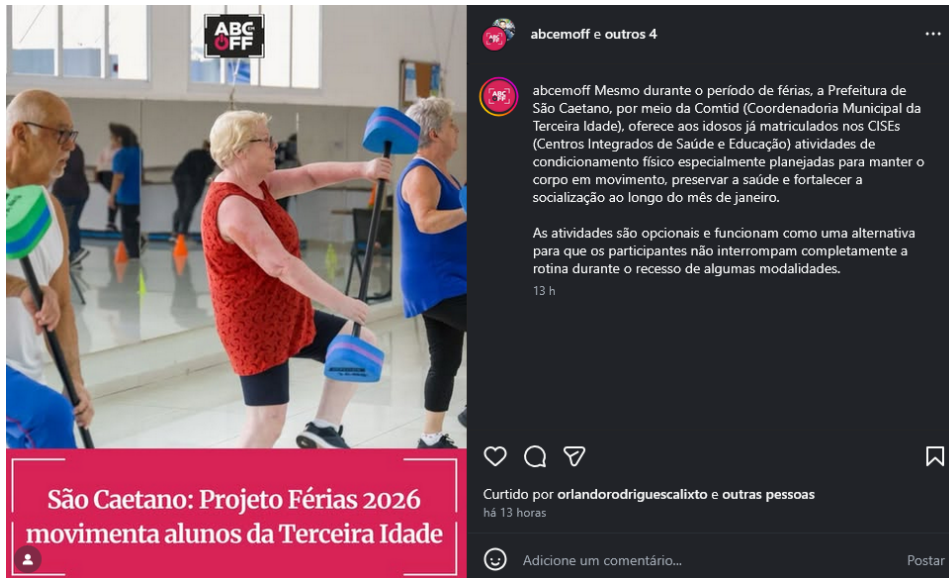 ABC
EM
OFF
São Caetano: Projeto Férias 2026
movimenta alunos da Terceira Idade
abcemoff e outros 4
abcemoff Mesmo durante o período de férias, a Prefeitura de
São Caetano, por meio da Comtid (Coordenadoria Municipal da
Terceira Idade), oferece aos idosos já matriculados nos CISEs
(Centros Integrados de Saúde e Educação) atividades de
condicionamento físico especialmente planejadas para manter o
corpo em movimento, preservar a saúde e fortalecer a
socialização ao longo do mês de janeiro.
As atividades são opcionais e funcionam como uma alternativa
para que os participantes não interrompam completamente a
rotina durante o recesso de algumas modalidades.
13 h
Curtido por orlandorodriguescalixto e outras pessoas
há 13 horas
Adicione um comentário...
Postar